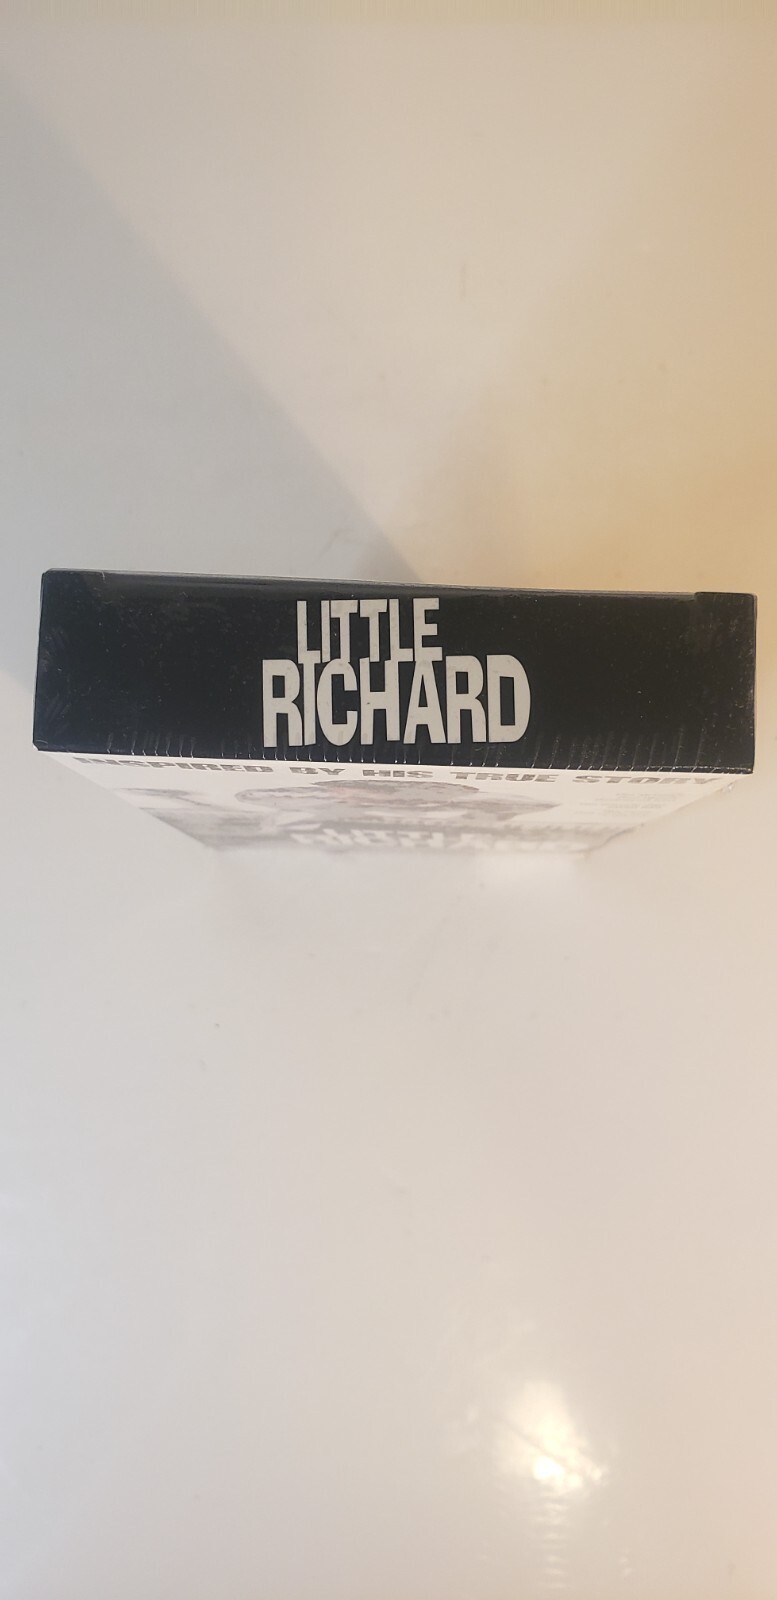 LITTLE
RICHARD
INSPIRED BY HIS TRUE STORY